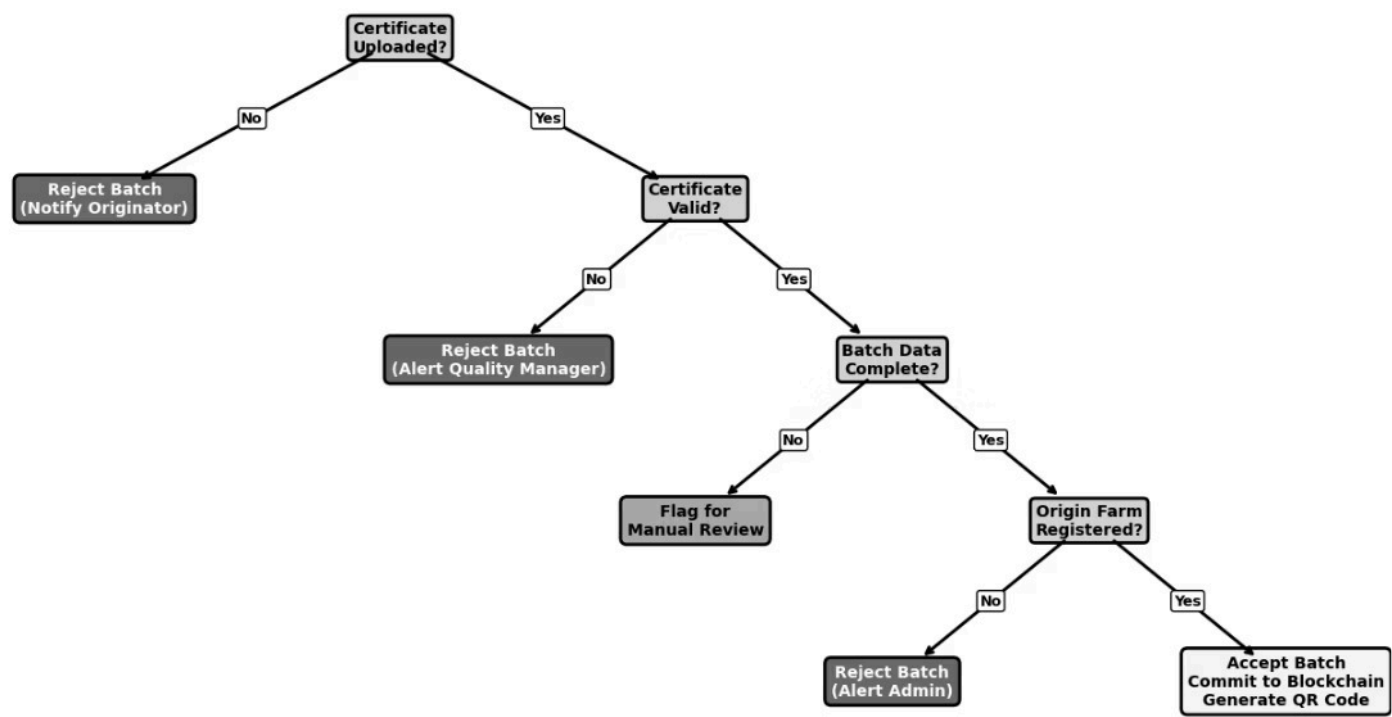 Certificate
Uploaded?
No
Yes
Reject Batch
(Notify Originator)
Certificate
Valid?
No
Yes
Reject Batch
(Alert Quality Manager)
Batch Data
Complete?
No
Yes
Flag for
Manual Review
Origin Farm
Registered?
No
Yes
Reject Batch
(Alert Admin)
Accept Batch
Commit to Blockchain
Generate QR Code